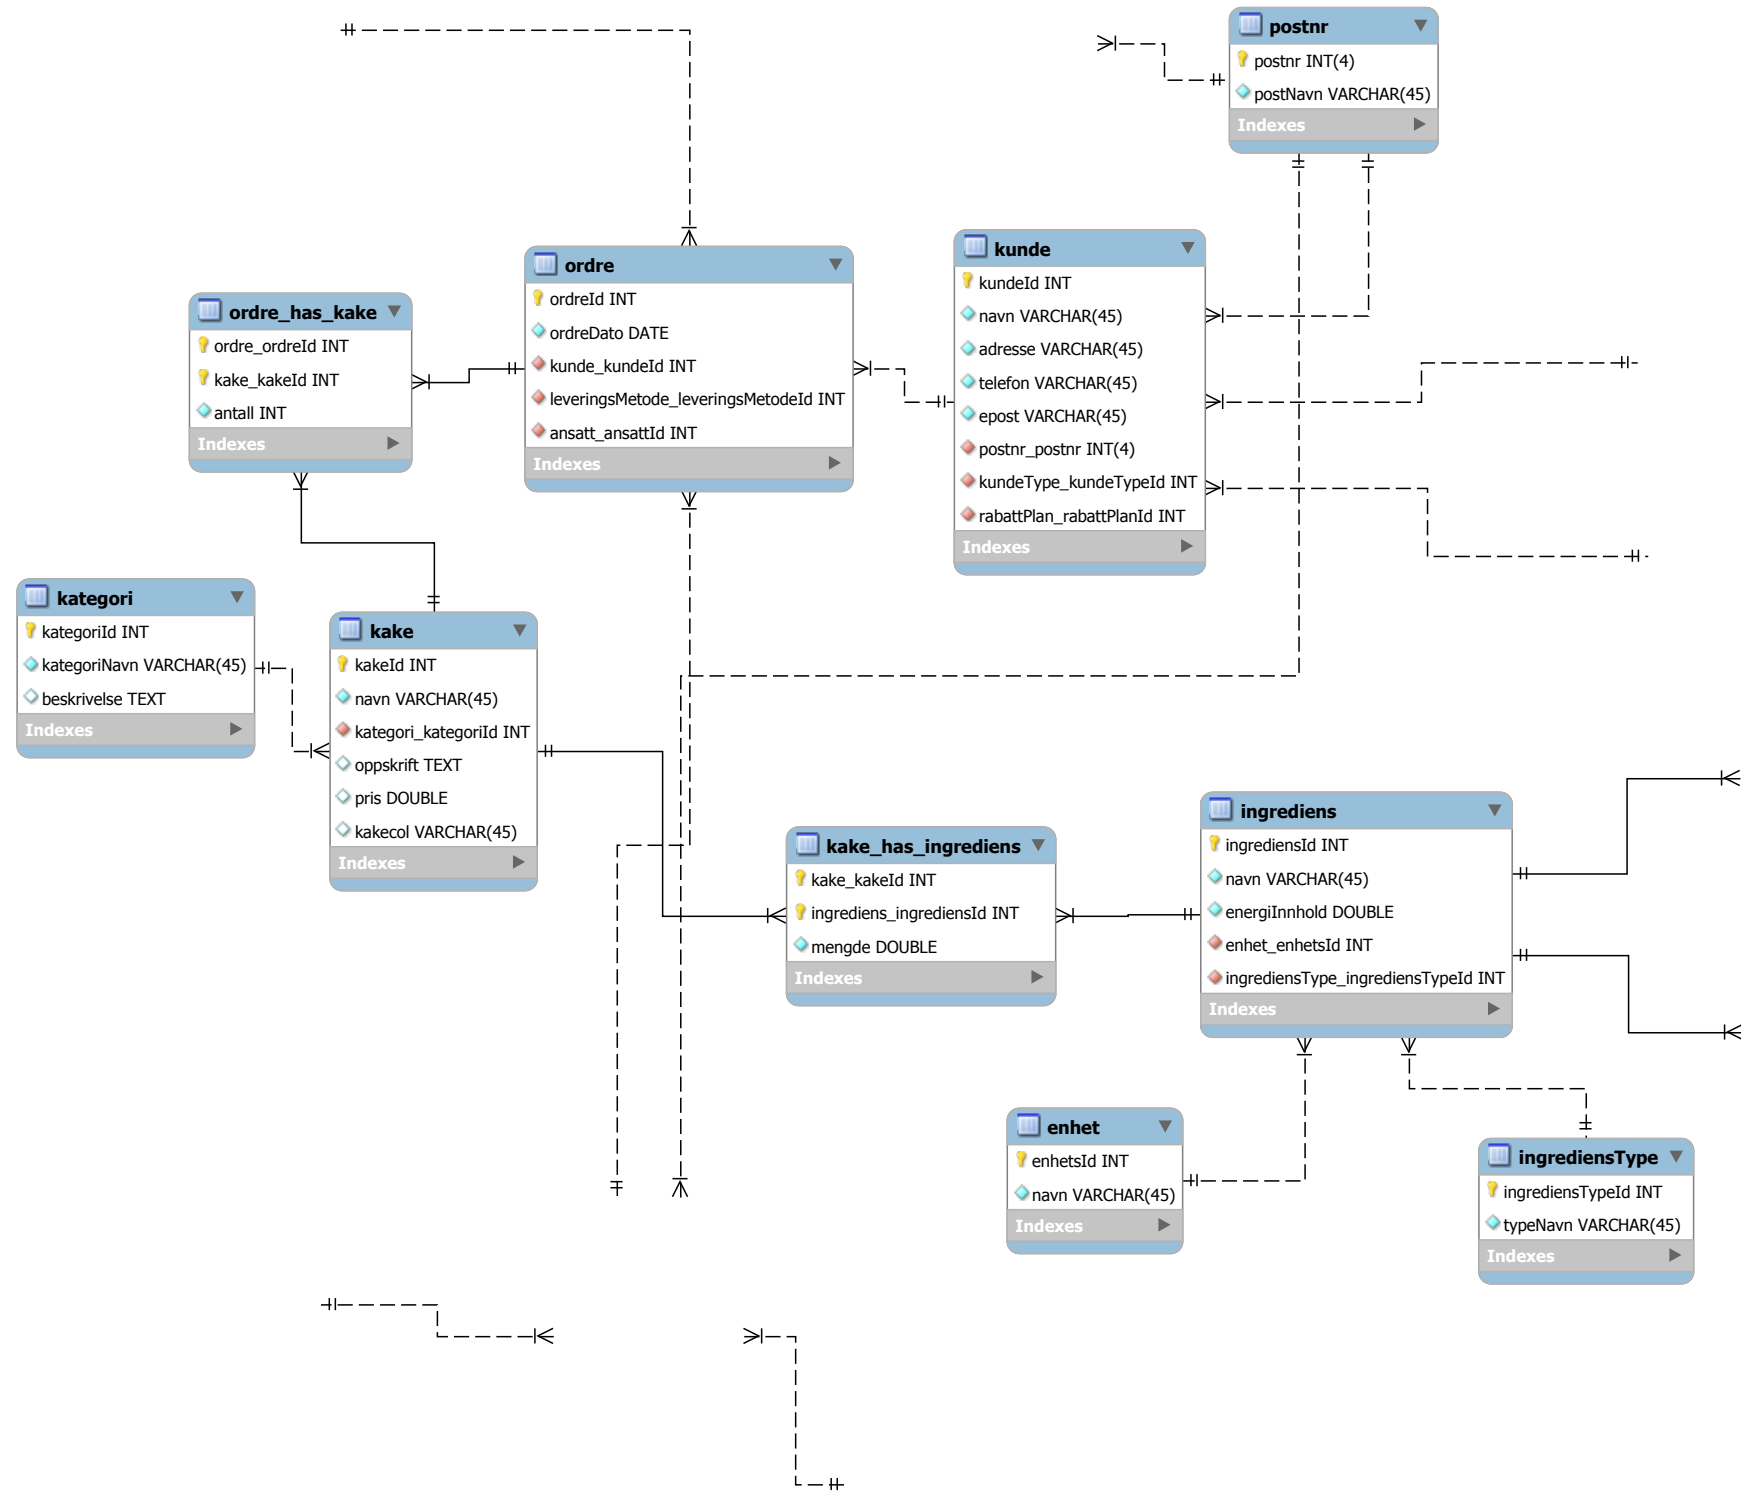 postnr
postnr INT(4)
postNavn VARCHAR(45)
Indexes
kunde
kundeId INT
navn VARCHAR(45)
adresse VARCHAR(45)
telefon VARCHAR(45)
epost VARCHAR(45)
postnr_postnr INT(4)
kundeType_kundeTypeId INT
rabattPlan_rabattPlanId INT
Indexes
ordre
ordreId INT
ordreDato DATE
kunde_kundeId INT
leveringsMetode_leveringsMetodeId INT
ansatt_ansattId INT
Indexes
ordre_has_kake
ordre_ordreId INT
kake_kakeId INT
antall INT
Indexes
kategori
kategoriId INT
kategoriNavn VARCHAR(45)
beskrivelse TEXT
Indexes
kake
kakeId INT
navn VARCHAR(45)
kategori_kategoriId INT
oppskrift TEXT
pris DOUBLE
kakecol VARCHAR(45)
Indexes
kake_has_ingrediens
kake_kakeId INT
ingrediens_ingrediensId INT
mengde DOUBLE
Indexes
ingrediens
ingrediensId INT
navn VARCHAR(45)
energiInnhold DOUBLE
enhet_enhetsId INT
ingrediensType_ingrediensTypeId INT
Indexes
enhet
enhetsId INT
navn VARCHAR(45)
Indexes
ingrediensType
ingrediensTypeId INT
typeNavn VARCHAR(45)
Indexes